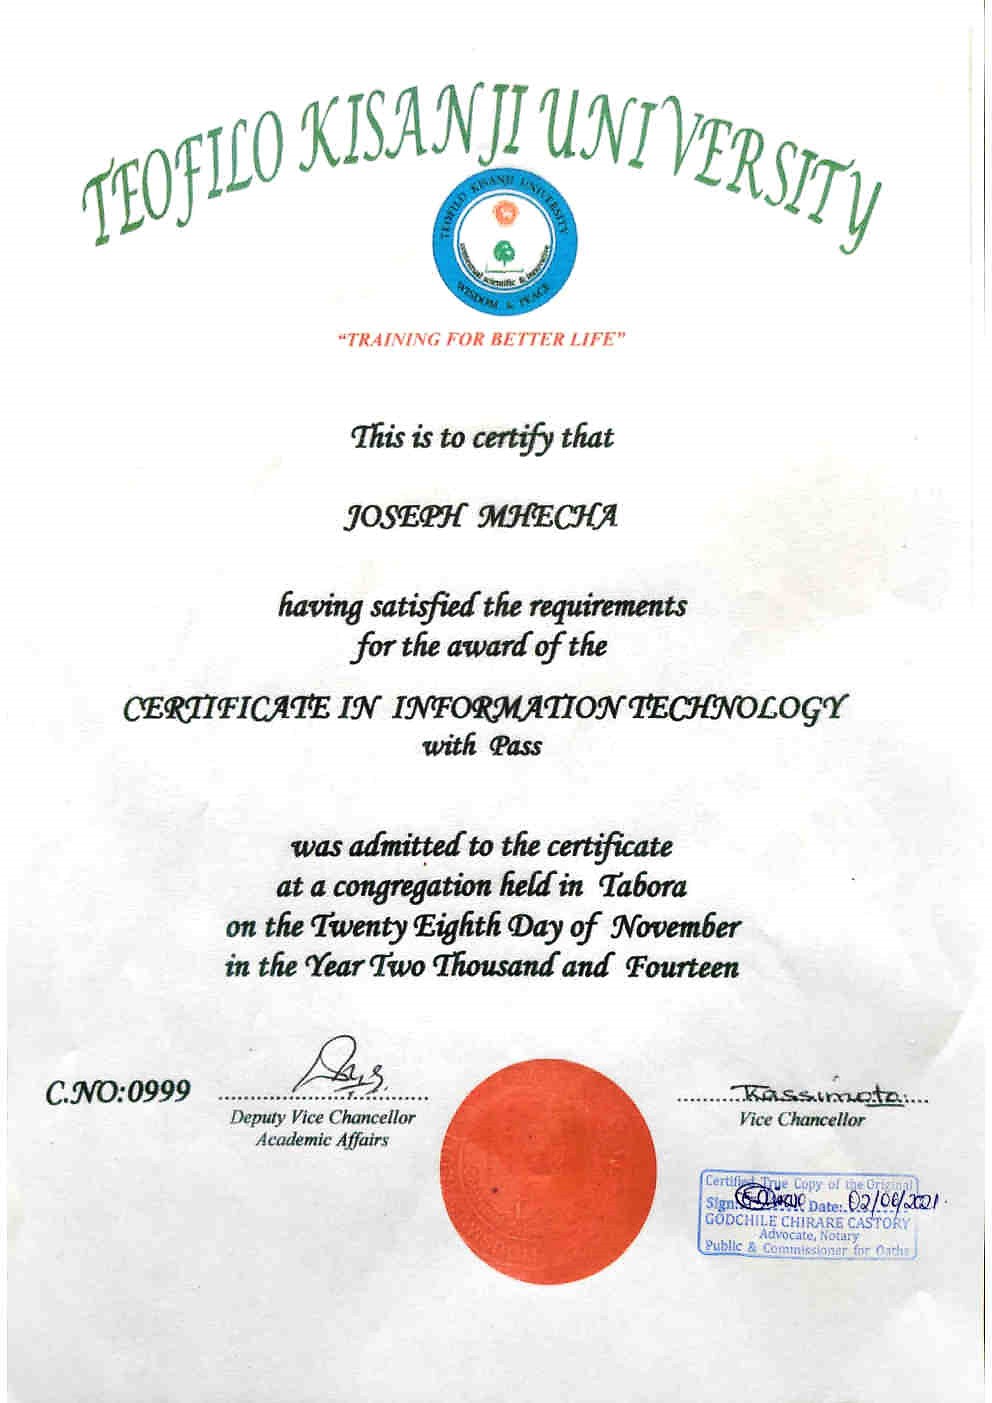 TEOFILO KISANJI UNIVERSITY
TEOFILO KISANJI UNIVERSITY
contextual scientific & innovative
WISDOM & PEACE
“TRAINING FOR BETTER LIFE”
This is to certify that
JOSEPH MHECHA
having satisfied the requirements
for the award of the
CERTIFICATE IN INFORMATION TECHNOLOGY
with Pass
was admitted to the certificate
at a congregation held in Tabora
on the Twenty Eighth Day of November
in the Year Two Thousand and Fourteen
C.NO:0999
Deputy Vice Chancellor
Academic Affairs
Vice Chancellor
Certified True Copy of the Original
Sign: Date: 02/06/2021
GODCHILE CHIRARE CASTORY
Advocate, Notary
Public & Commissioner for Oaths